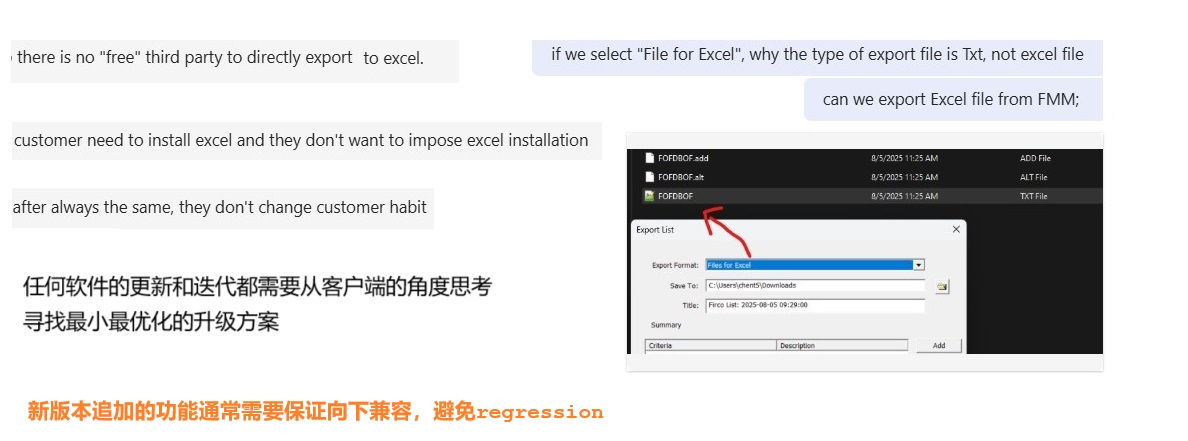 there is no "free" third party to directly export to excel.
customer need to install excel and they don't want to impose excel installation
after always the same, they don't change customer habit
任何软件的更新和迭代都需要从客户端的角度思考
寻找最小最优化的升级方案
新版本追加的功能通常需要保证向下兼容，避免regression
if we select "File for Excel", why the type of export file is Txt, not excel file
can we export Excel file from FMM;
FOFDBOF.add 8/5/2025 11:25 AM ADD File
FOFDBOF.alt 8/5/2025 11:25 AM ALT File
FOFDBOF 8/5/2025 11:25 AM TXT File
Export List
Export Format: Files for Excel
Save To: C:\Users\chent5\Downloads
Title: Firco List: 2025-08-05 09:29:00
Summary
Criteria Description Add